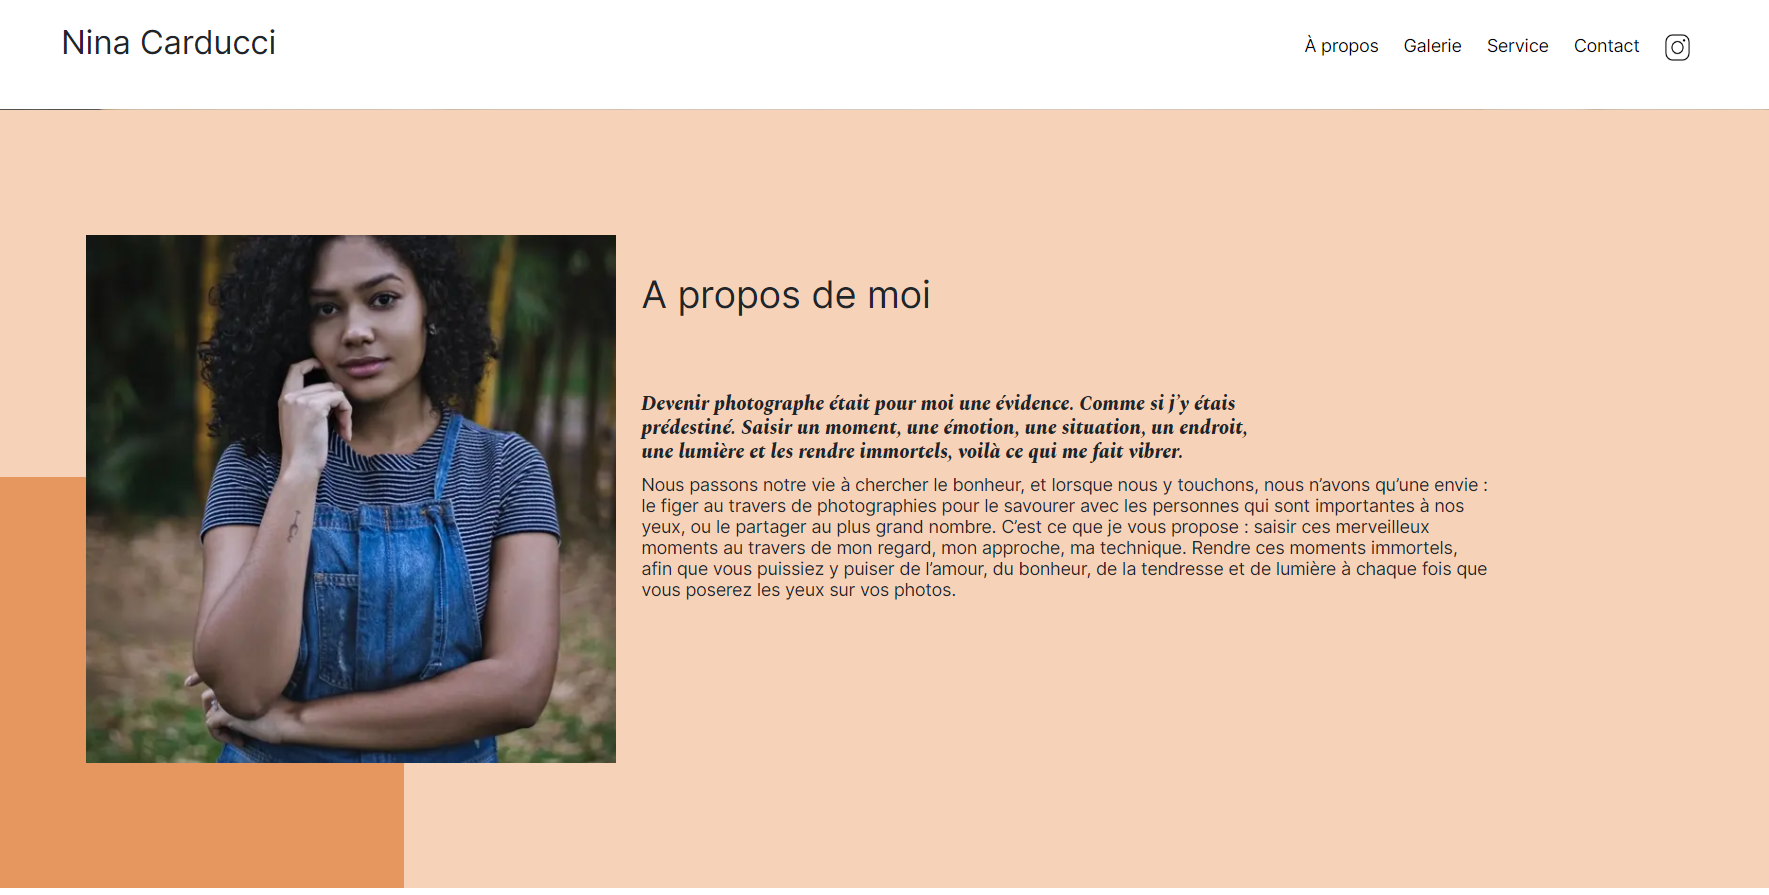 Nina Carducci
À propos Galerie Service Contact
A propos de moi
Devenir photographe était pour moi une évidence. Comme si j’y étais
prédestiné. Saisir un moment, une émotion, une situation, un endroit,
une lumière et les rendre immortels, voilà ce qui me fait vibrer.
Nous passons notre vie à chercher le bonheur, et lorsque nous y touchons, nous n’avons qu’une envie :
le figer au travers de photographies pour le savourer avec les personnes qui sont importantes à nos
yeux, ou le partager au plus grand nombre. C’est ce que je vous propose : saisir ces merveilleux
moments au travers de mon regard, mon approche, ma technique. Rendre ces moments immortels,
afin que vous puissiez y puiser de l’amour, du bonheur, de la tendresse et de lumière à chaque fois que
vous poserez les yeux sur vos photos.